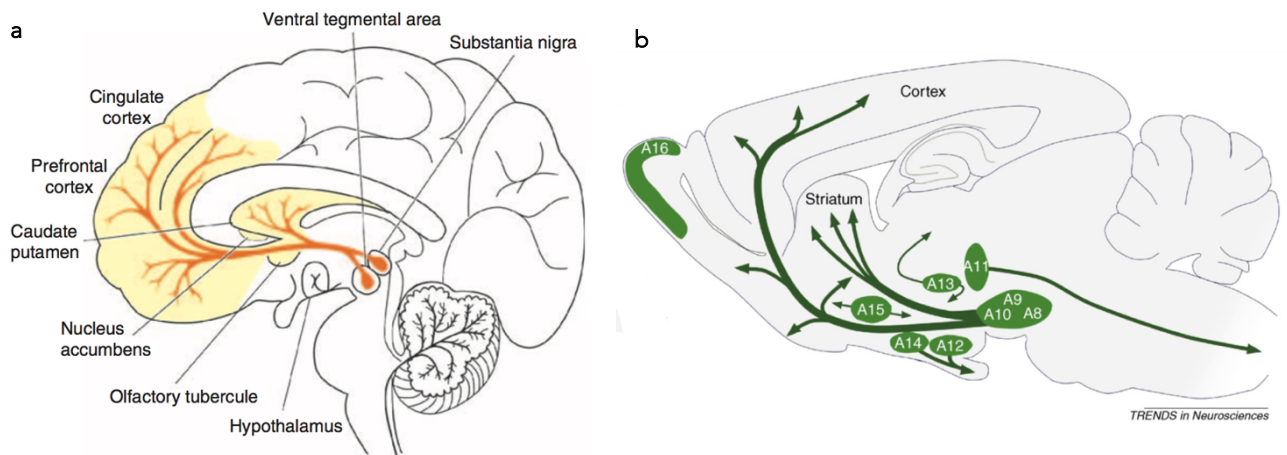 a
Ventral tegmental area
Substantia nigra
Cingulate
cortex
Prefrontal
cortex
Caudate
putamen
Nucleus
accumbens
Olfactory tubercule
Hypothalamus
b
Cortex
A16
Striatum
A11
A13
A9
A10 A8
A15
A14 A12
TRENDS in Neurosciences